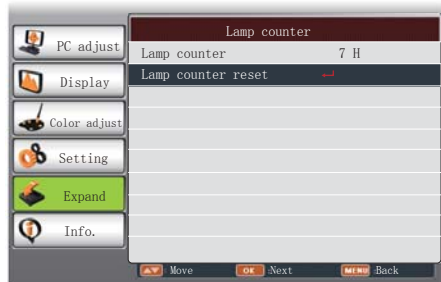 Lamp counter
PC adjust
Lamp counter 7 H
Lamp counter reset
Display
Color adjust
Setting
Expand
Info.
Move OK :Next MENU :Back